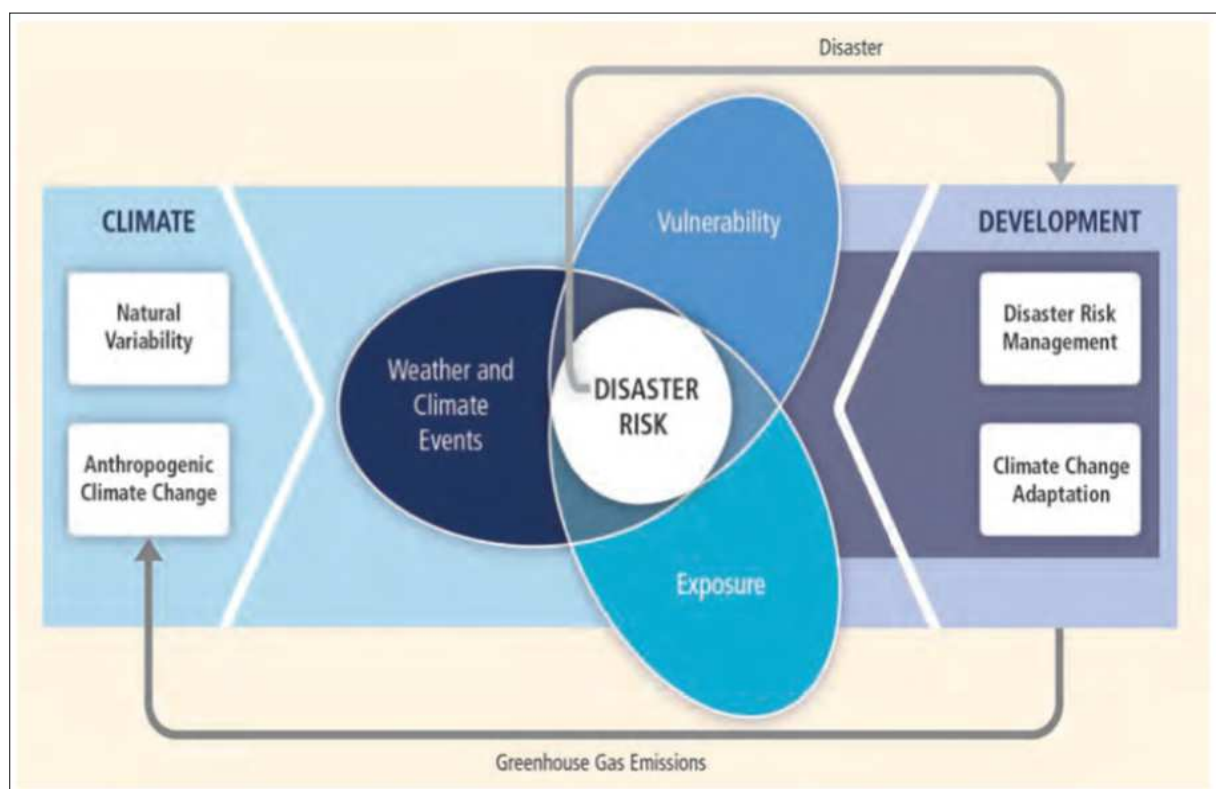 Disaster
CLIMATE
Natural
Variability
Anthropogenic
Climate Change
Weather and
Climate
Events
Vulnerability
DISASTER
RISK
Exposure
DEVELOPMENT
Disaster Risk
Management
Climate Change
Adaptation
Greenhouse Gas Emissions